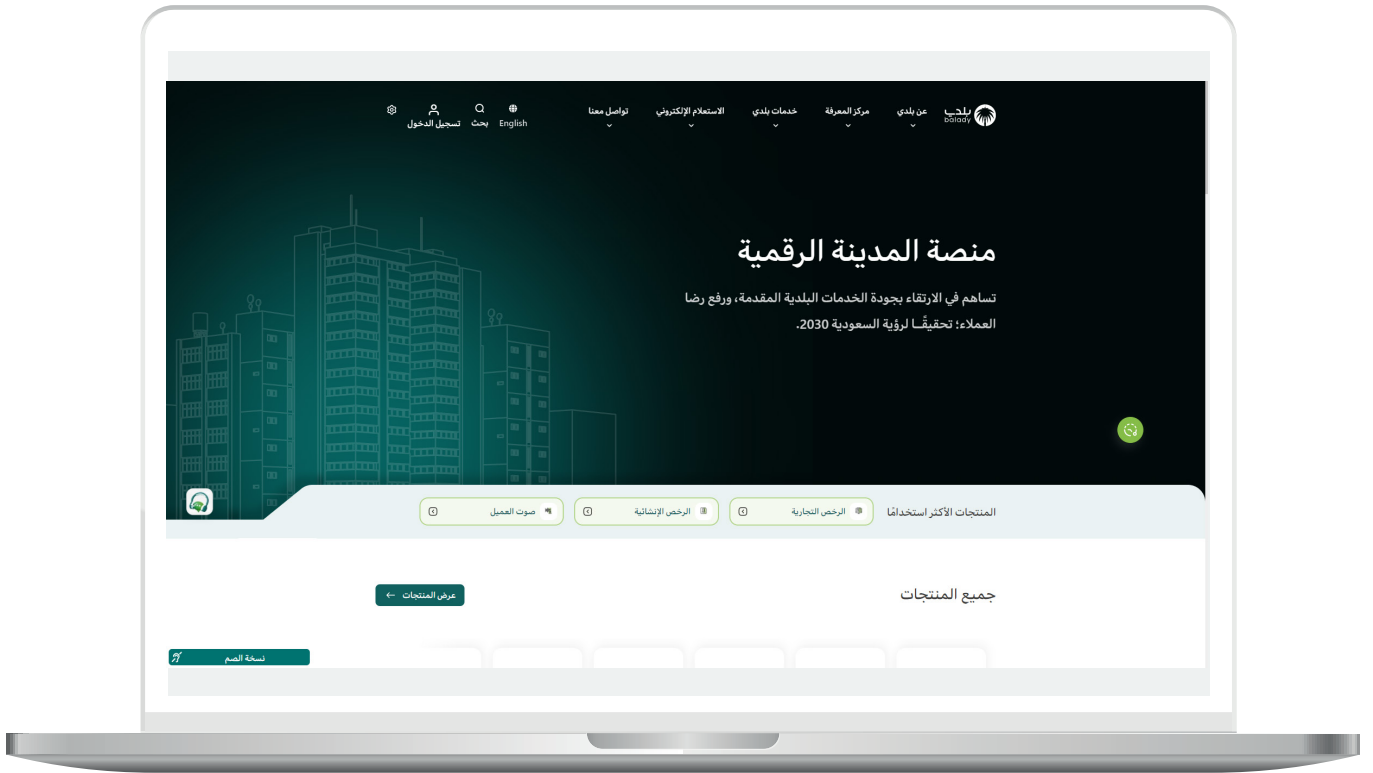 بلدي
balady
عن بلدي
مركز المعرفة
خدمات بلدي
الاستعلام الإلكتروني
تواصل معنا
English
بحث
تسجيل الدخول
منصة المدينة الرقمية
تساهم في الارتقاء بجودة الخدمات البلدية المقدمة، ورفع رضا
العملاء؛ تحقيقًـا لرؤية السعودية 2030.
المنتجات الأكثر استخدامًا
الرخص التجارية
الرخص الإنشائية
صوت العميل
جميع المنتجات
عرض المنتجات
نسخة الصم